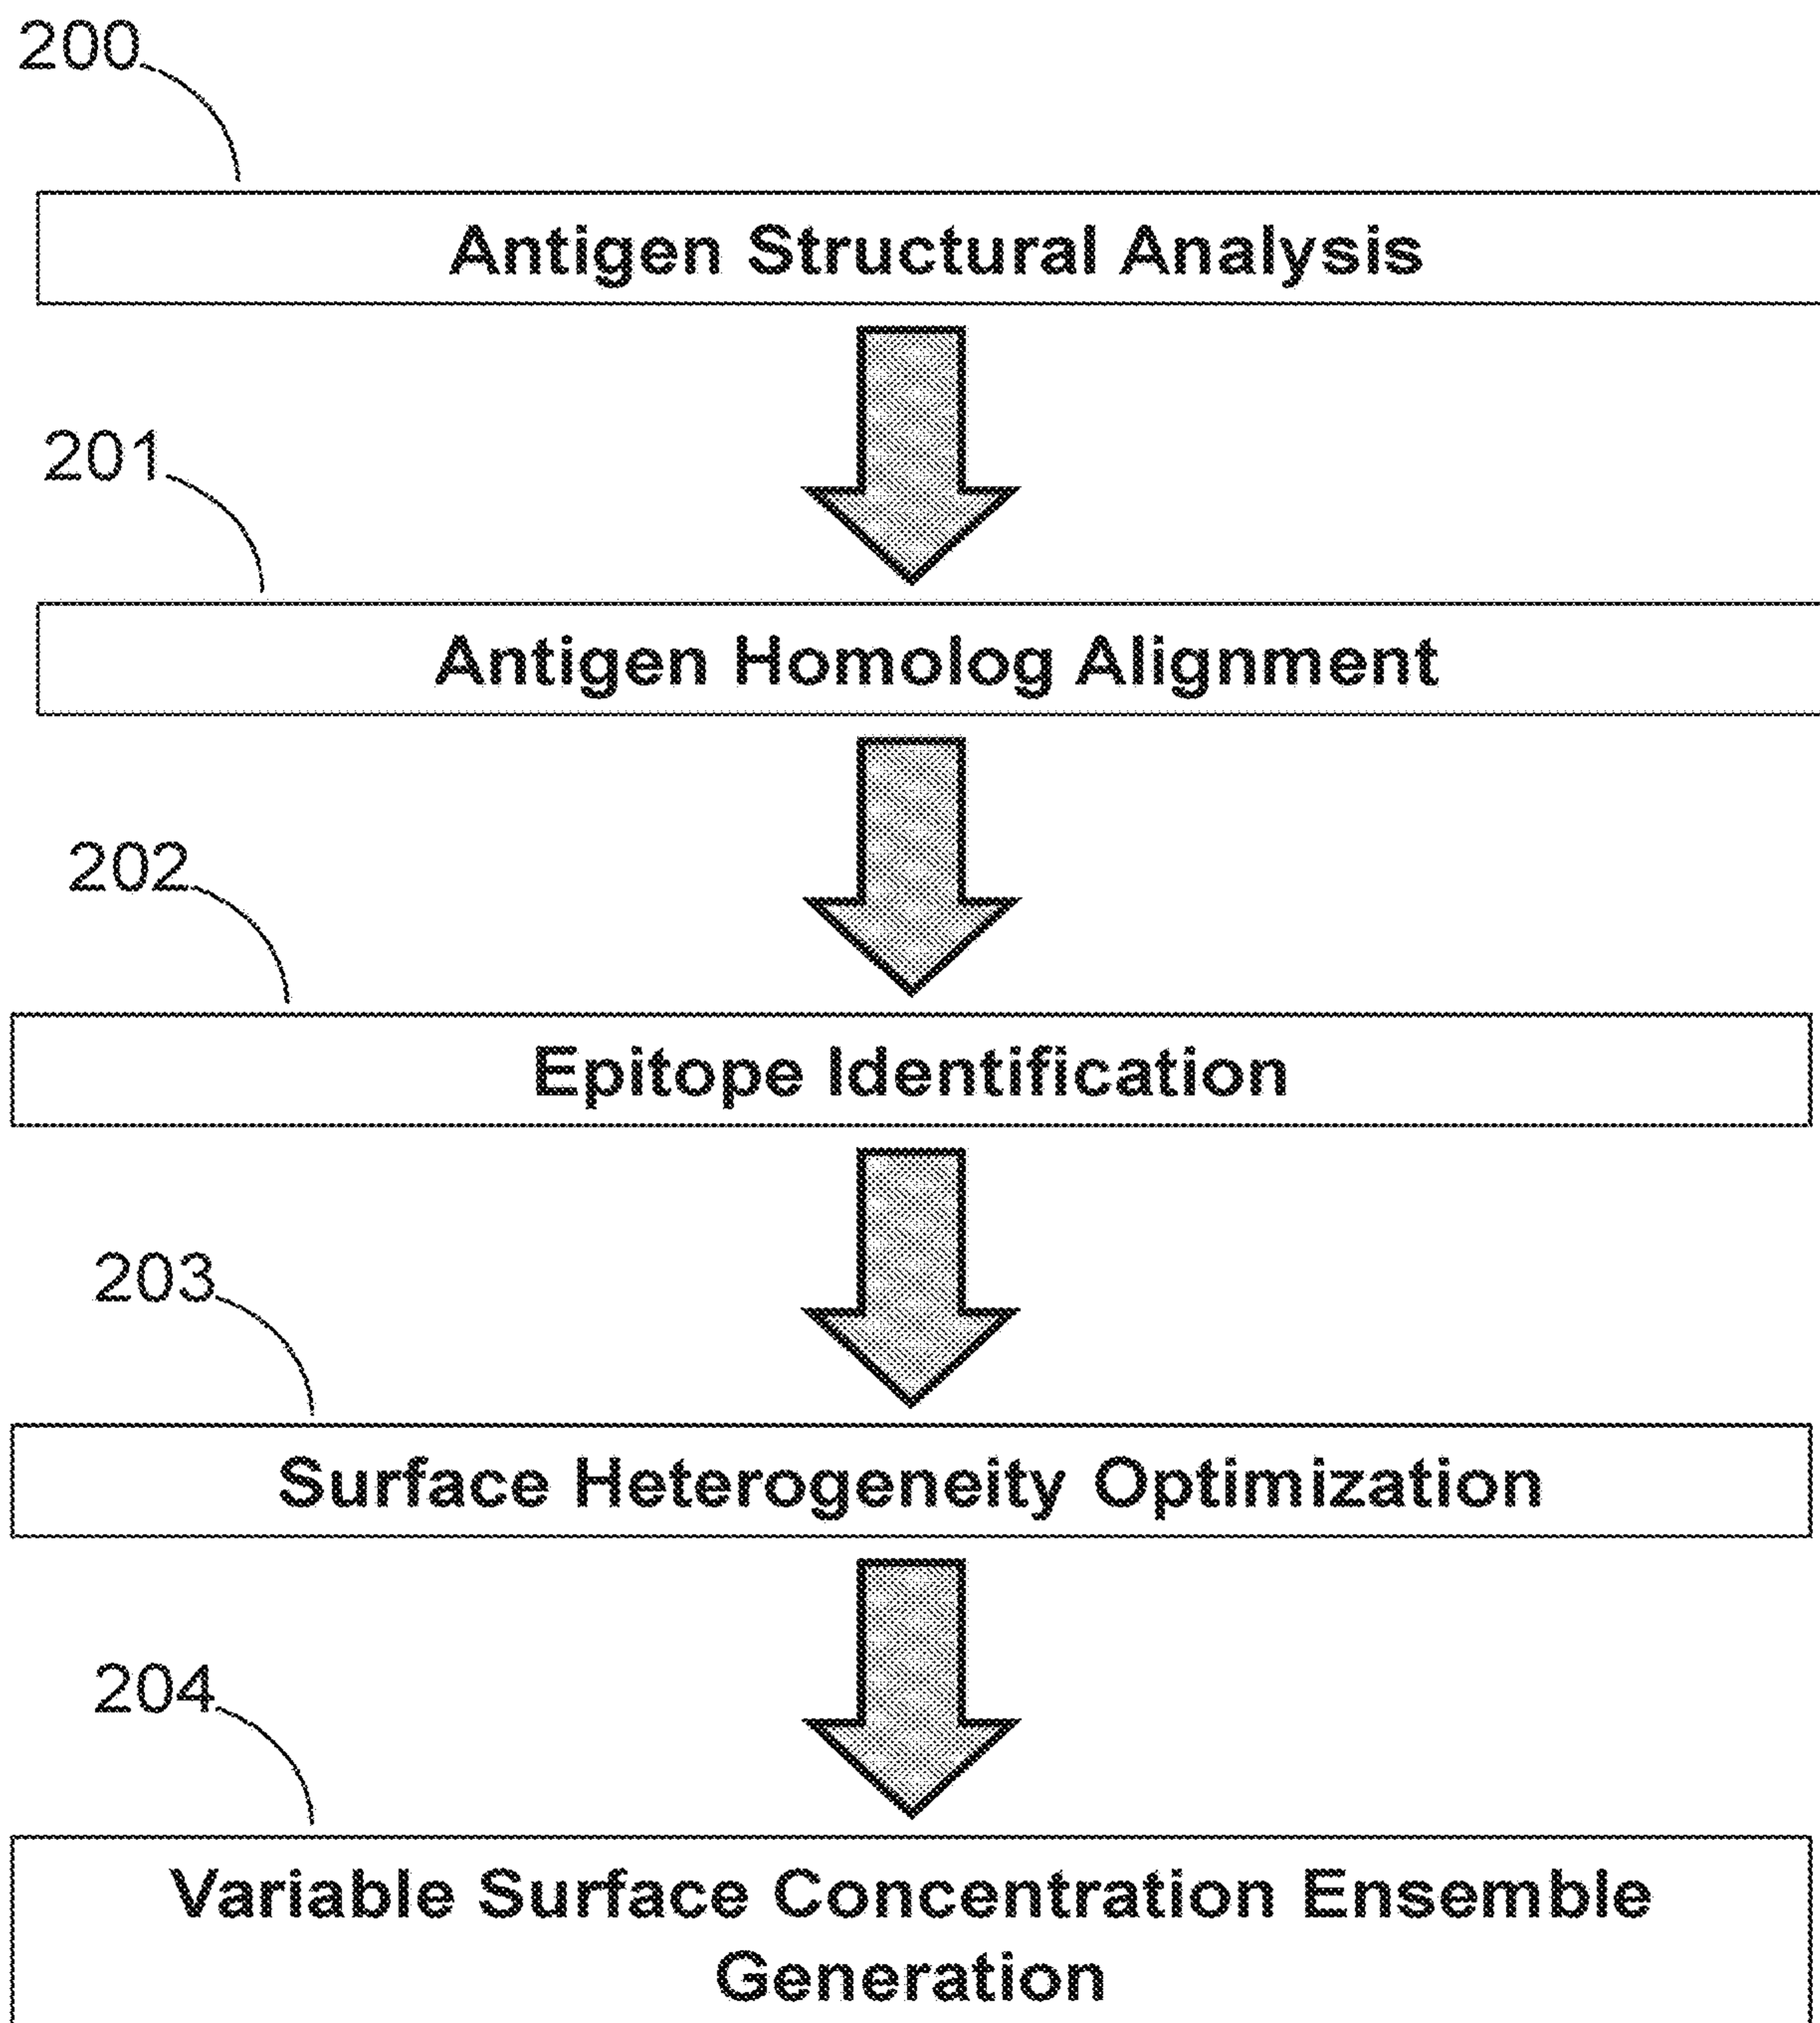 200
Antigen Structural Analysis
201
Antigen Homolog Alignment
202
Epitope Identification
203
Surface Heterogeneity Optimization
204
Variable Surface Concentration Ensemble
Generation